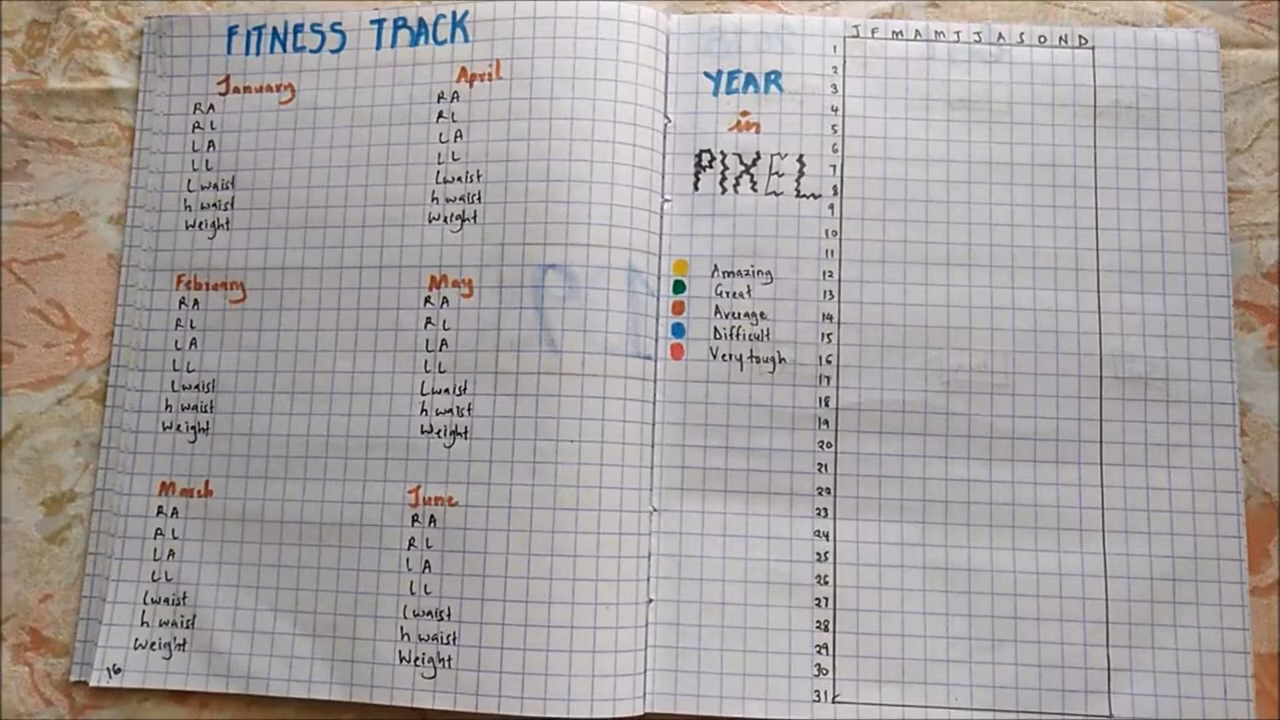 FITNESS TRACK
January
RA
RL
LA
LL
l waist
h waist
Weight
February
RA
RL
LA
LL
l waist
h waist
Weight
March
RA
RL
LA
LL
l waist
h waist
Weight
April
RA
RL
LA
LL
l waist
h waist
Weight
May
RA
RL
LA
LL
l waist
h waist
Weight
June
RA
RL
LA
LL
l waist
h waist
Weight
16
YEAR
in
PIXEL
Amazing
Great
Average
Difficult
Very tough
J F M A M J J A S O N D
1
2
3
4
5
6
7
8
9
10
11
12
13
14
15
16
17
18
19
20
21
22
23
24
25
26
27
28
29
30
31